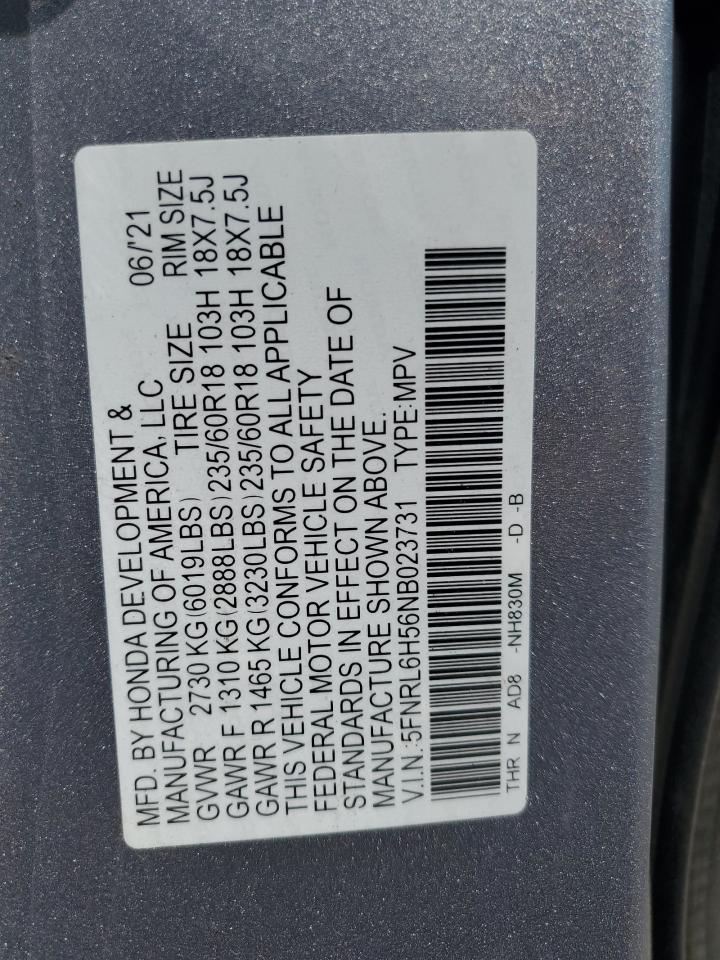 MFD. BY HONDA DEVELOPMENT &
MANUFACTURING OF AMERICA, LLC 06/'21
GVWR 2730 KG(6019LBS) TIRE SIZE RIM SIZE
GAWR F 1310 KG(2888LBS)235/60R18 103H 18X7.5J
GAWR R 1465 KG(3230LBS)235/60R18 103H 18X7.5J
THIS VEHICLE CONFORMS TO ALL APPLICABLE
FEDERAL MOTOR VEHICLE SAFETY
STANDARDS IN EFFECT ON THE DATE OF
MANUFACTURE SHOWN ABOVE.
V.I.N.:5FNRL6H56NB023731 TYPE:MPV
THR N AD8 -NH830M -D -B